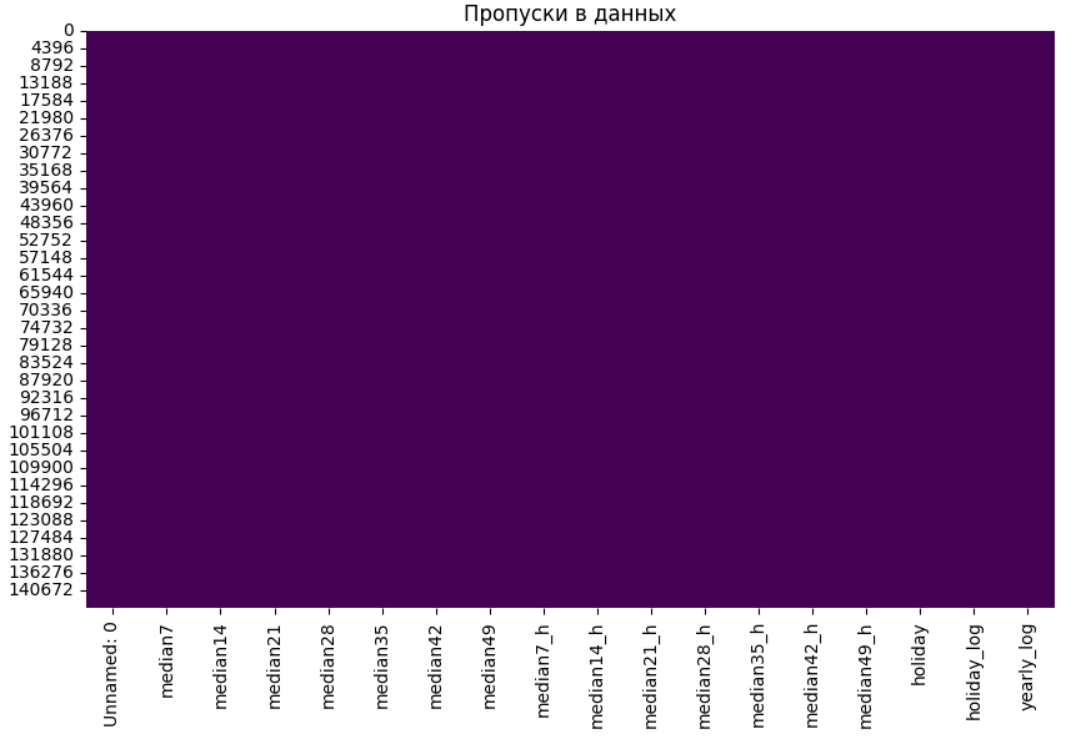 Пропуски в данных
0
4396
8792
13188
17584
21980
26376
30772
35168
39564
43960
48356
52752
57148
61544
65940
70336
74732
79128
83524
87920
92316
96712
101108
105504
109900
114296
118692
123088
127484
131880
136276
140672
Unnamed: 0
median7
median14
median21
median28
median35
median42
median49
median7_h
median14_h
median21_h
median28_h
median35_h
median42_h
median49_h
holiday
holiday_log
yearly_log